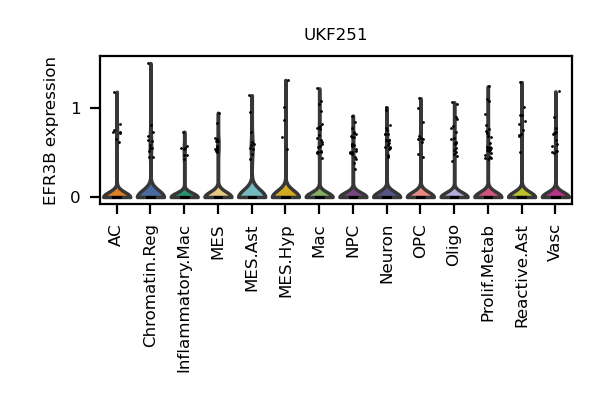 UKF251
EFR3B expression
1
0
AC
Chromatin.Reg
Inflammatory.Mac
MES
MES.Ast
MES.Hyp
Mac
NPC
Neuron
OPC
Oligo
Prolif.Metab
Reactive.Ast
Vasc